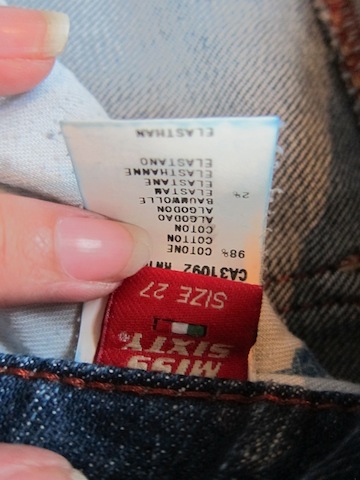 MISS
SIXTY
SIZE 27
CA31092
98% COTONE
COTTON
COTON
ALGODAO
ALGODON
BAUMWOLLE
2% ELASTAN
ELASTANE
ELASTHANNE
ELASTANO
ELASTHAN